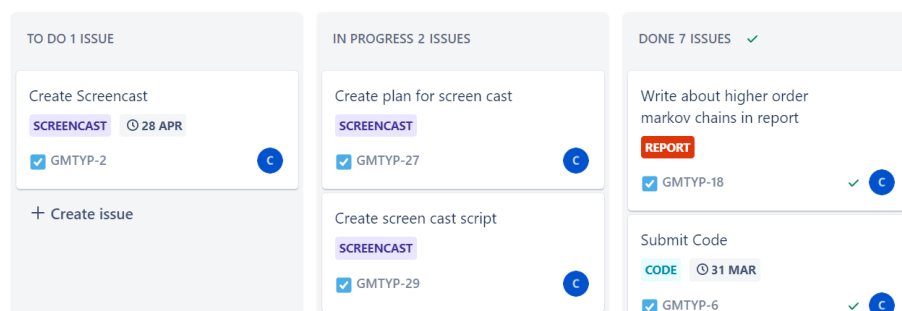 TO DO 1 ISSUE
Create Screencast
SCREENCAST 28 APR
GMTYP-2 C
+ Create issue
IN PROGRESS 2 ISSUES
Create plan for screen cast
SCREENCAST
GMTYP-27 C
Create screen cast script
SCREENCAST
GMTYP-29 C
DONE 7 ISSUES
Write about higher order
markov chains in report
REPORT
GMTYP-18 C
Submit Code
CODE 31 MAR
GMTYP-6 C